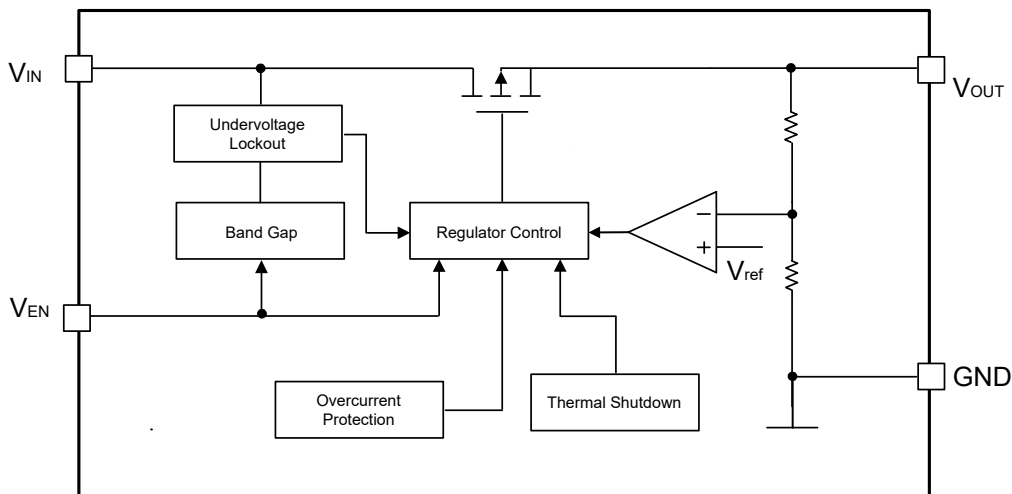 VIN
VOUT
Undervoltage
Lockout
Band Gap
Regulator Control
−
+
Vref
VEN
Overcurrent
Protection
Thermal Shutdown
GND